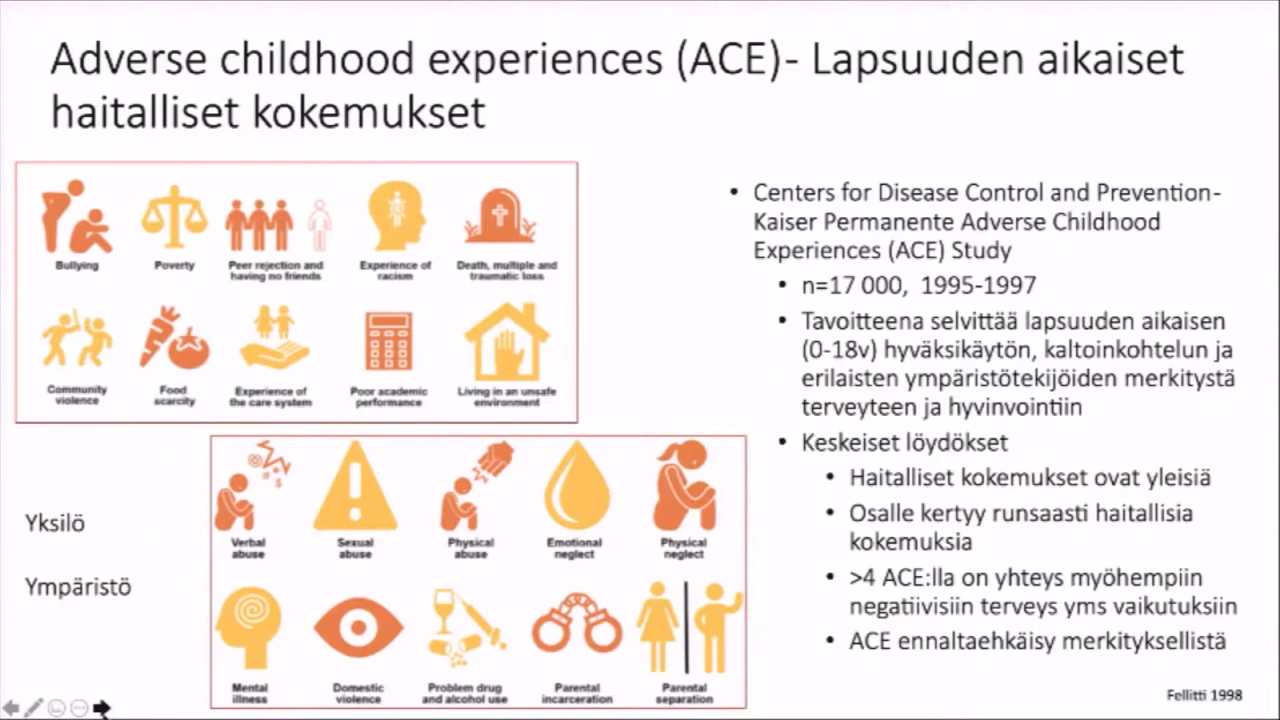 Adverse childhood experiences (ACE)- Lapsuuden aikaiset
haitalliset kokemukset
Bullying
Poverty
Peer rejection and
having no friends
Experience of
racism
Death, multiple and
traumatic loss
Community
violence
Food
scarcity
Experience of
the care system
Poor academic
performance
Living in an unsafe
environment
Yksilö
Ympäristö
Verbal
abuse
Sexual
abuse
Physical
abuse
Emotional
neglect
Physical
neglect
Mental
illness
Domestic
violence
Problem drug
and alcohol use
Parental
incarceration
Parental
separation
• Centers for Disease Control and Prevention-
Kaiser Permanente Adverse Childhood
Experiences (ACE) Study
• n=17 000, 1995-1997
• Tavoitteena selvittää lapsuuden aikaisen
(0-18v) hyväksikäytön, kaltoinkohtelun ja
erilaisten ympäristötekijöiden merkitystä
terveyteen ja hyvinvointiin
• Keskeiset löydökset
• Haitalliset kokemukset ovat yleisiä
• Osalle kertyy runsaasti haitallisia
kokemuksia
• >4 ACE:lla on yhteys myöhempiin
negatiivisiin terveys yms vaikutuksiin
• ACE ennaltaehkäisy merkityksellistä
Fellitti 1998